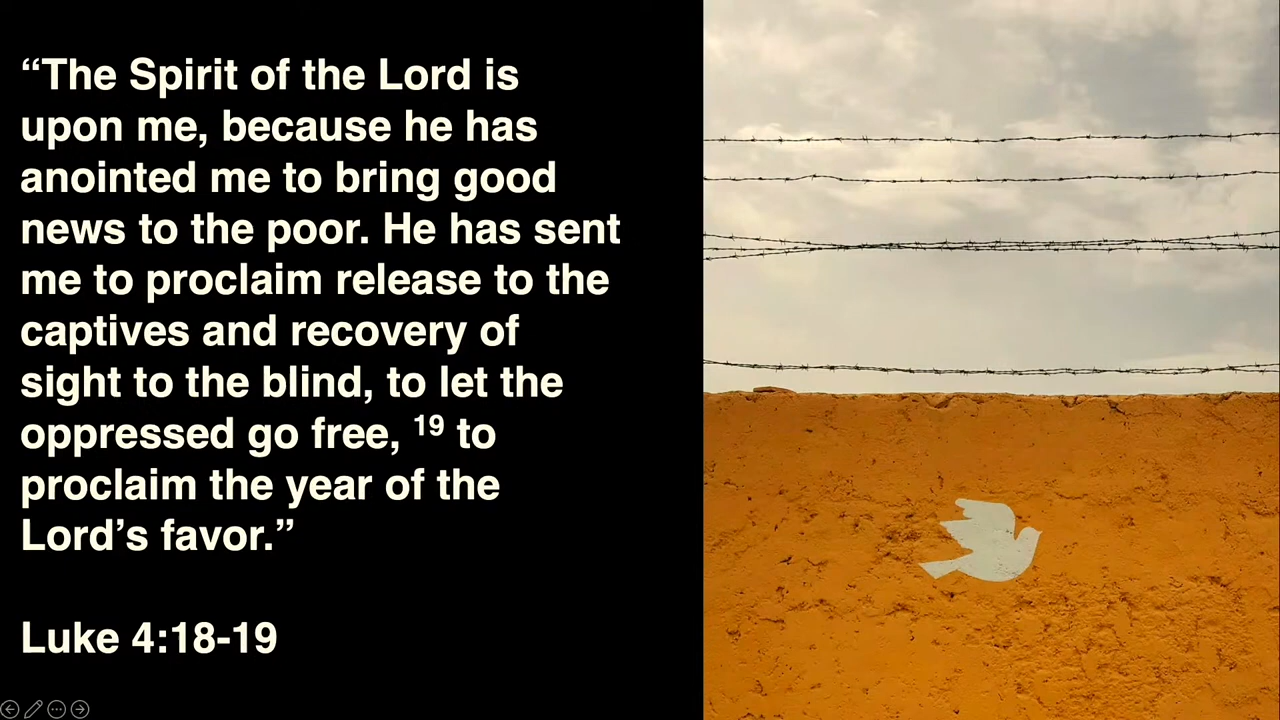 “The Spirit of the Lord is
upon me, because he has
anointed me to bring good
news to the poor. He has sent
me to proclaim release to the
captives and recovery of
sight to the blind, to let the
oppressed go free, 19 to
proclaim the year of the
Lord’s favor.”
Luke 4:18-19